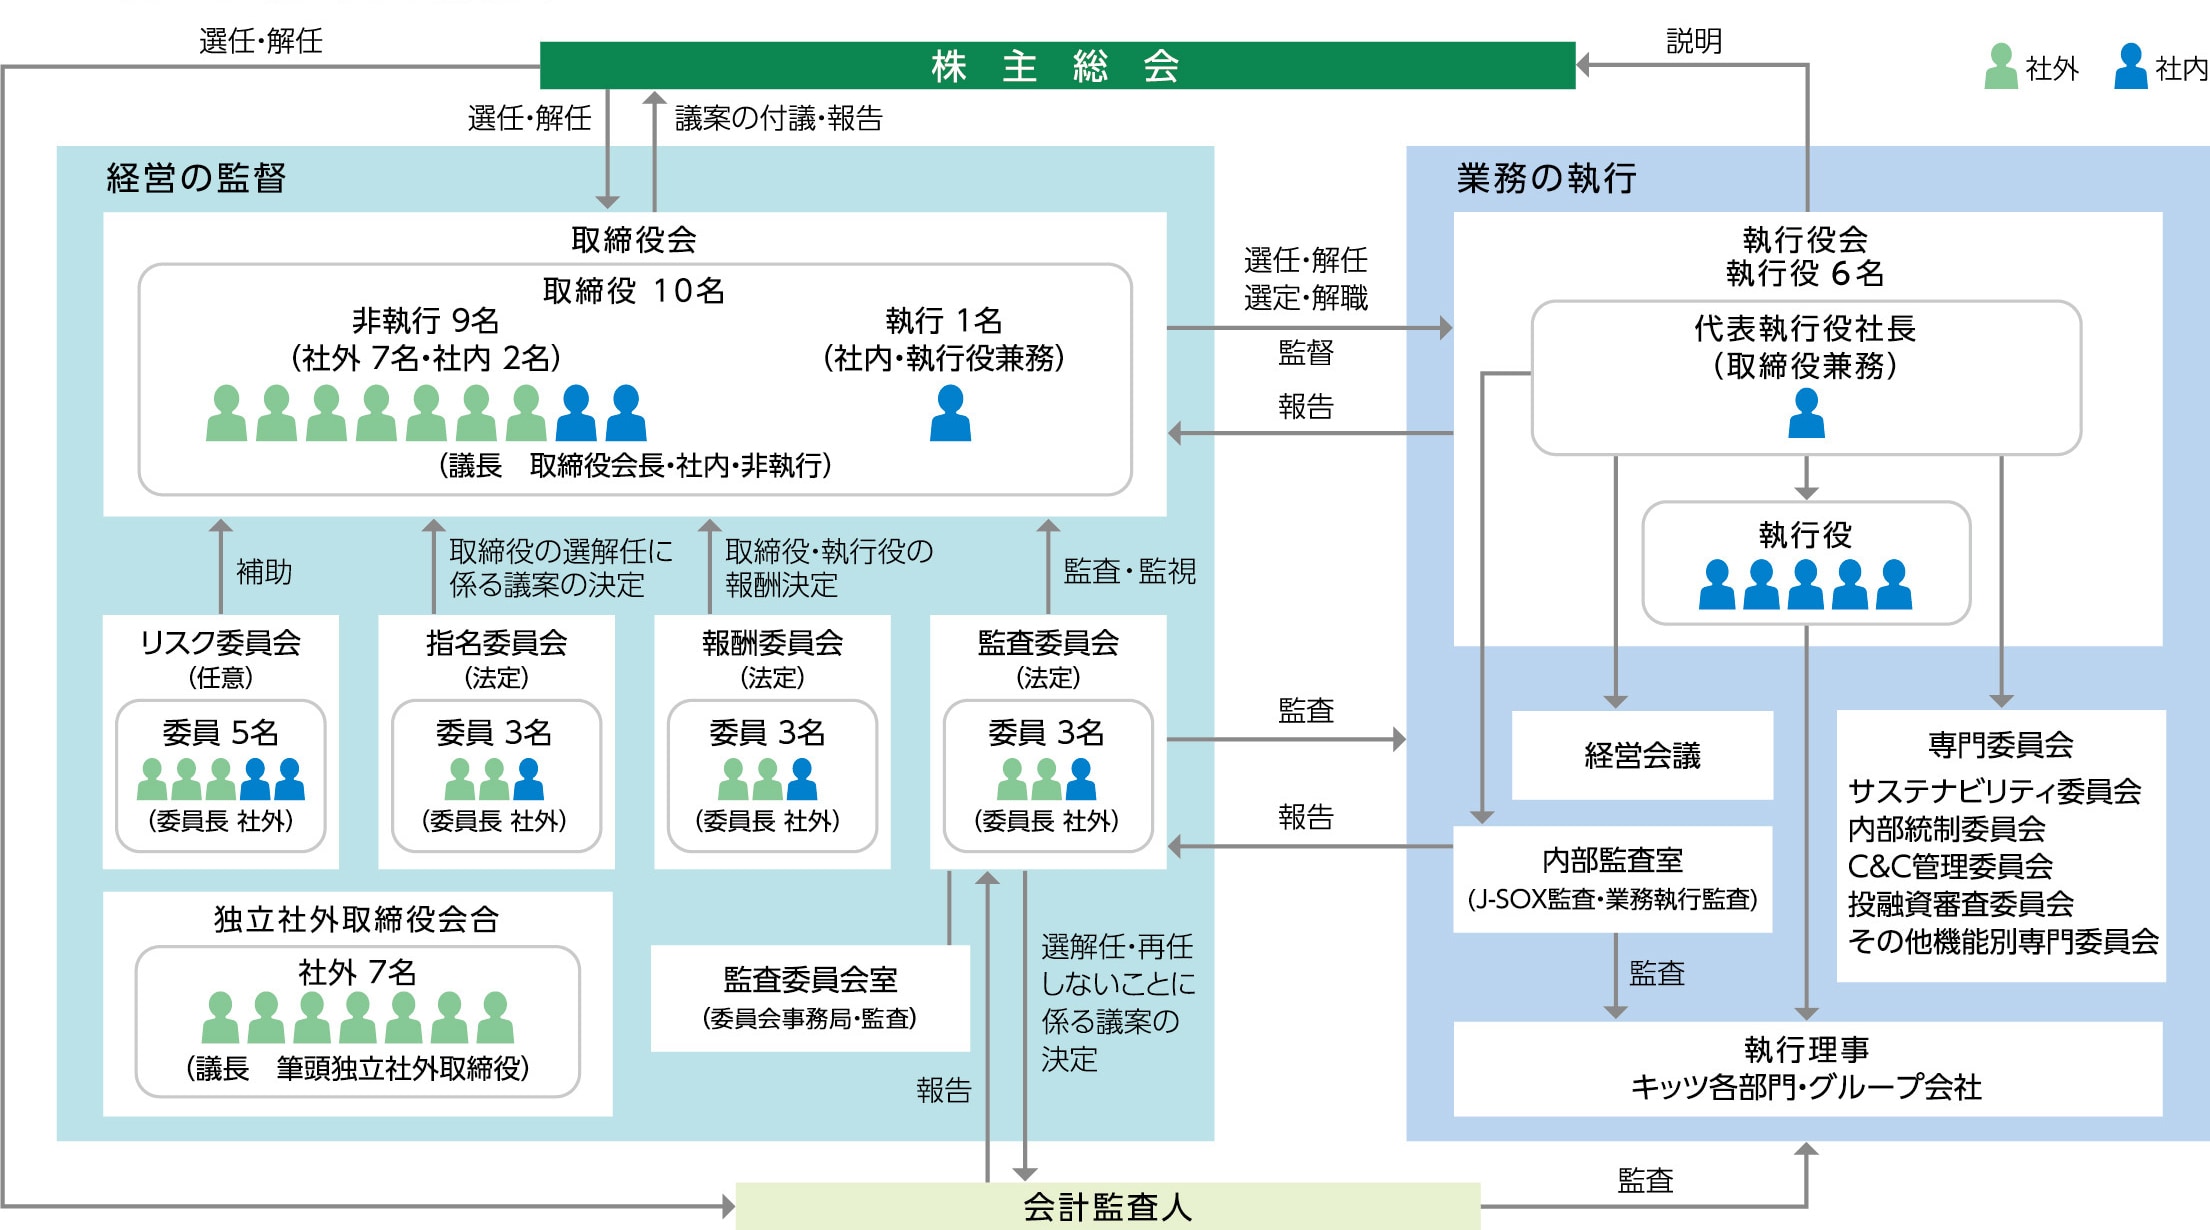 選任・解任
株主総会
説明
社外
社内
選任・解任
議案の付議・報告
経営の監督
取締役会
取締役 10名
非執行 9名
(社外 7名・社内 2名)
執行 1名
(社内・執行役兼務)
(議長　取締役会長・社内・非執行)
選任・解任
選定・解職
監督
報告
業務の執行
執行役会
執行役 6名
代表執行役社長
(取締役兼務)
執行役
補助
取締役の選解任に
係る議案の決定
取締役・執行役の
報酬決定
監査・監視
リスク委員会
(任意)
委員 5名
(委員長 社外)
指名委員会
(法定)
委員 3名
(委員長 社外)
報酬委員会
(法定)
委員 3名
(委員長 社外)
監査委員会
(法定)
委員 3名
(委員長 社外)
監査
報告
経営会議
内部監査室
(J-SOX監査・業務執行監査)
監査
専門委員会
サステナビリティ委員会
内部統制委員会
C&C管理委員会
投融資審査委員会
その他機能別専門委員会
独立社外取締役会合
社外 7名
(議長　筆頭独立社外取締役)
監査委員会室
(委員会事務局・監査)
報告
選解任・再任
しないことに
係る議案の
決定
執行理事
キッツ各部門・グループ会社
会計監査人
監査